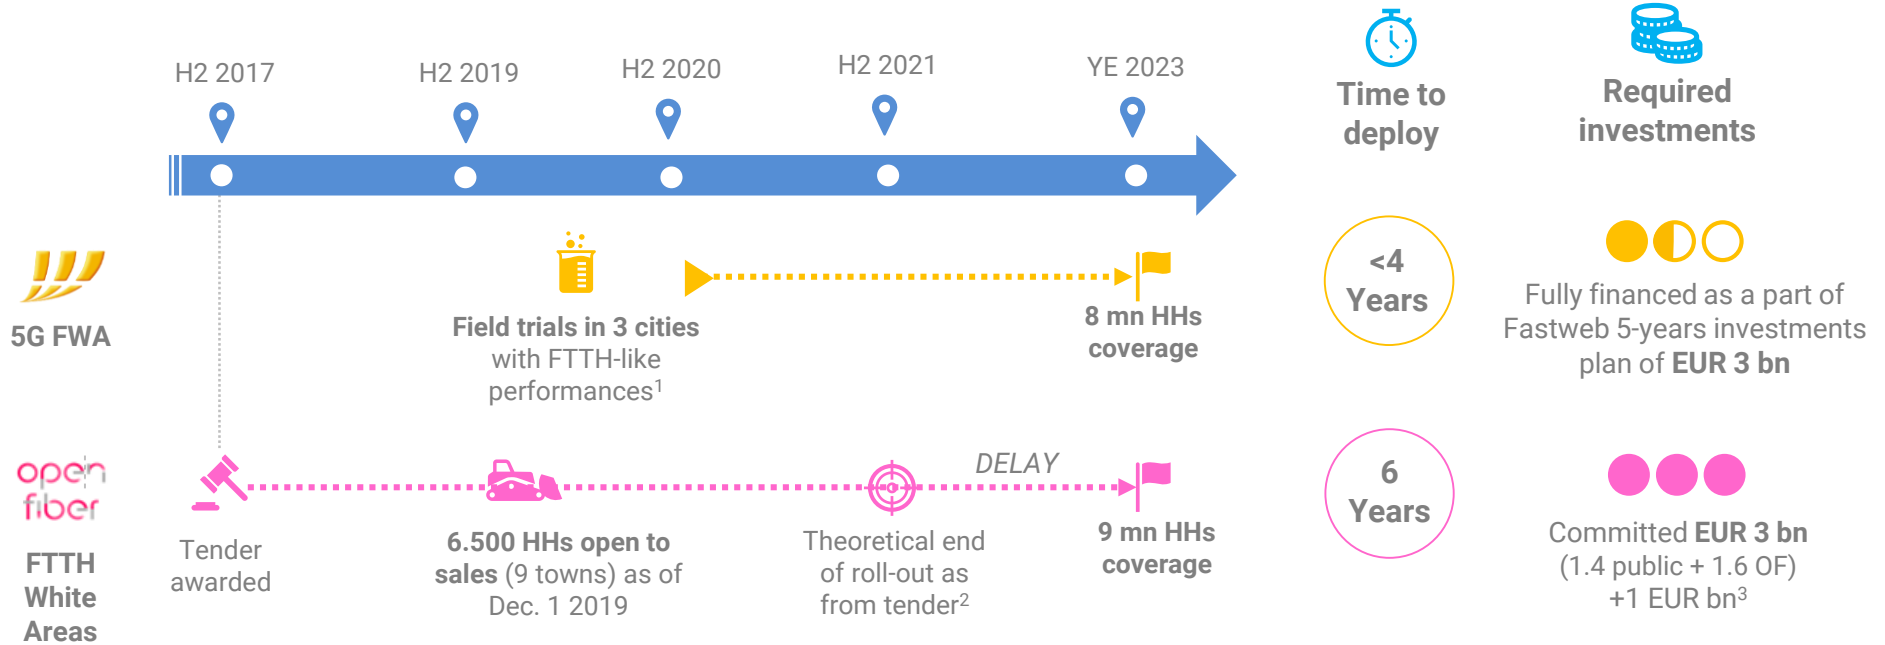 H2 2017
H2 2019
H2 2020
H2 2021
YE 2023
Time to
deploy
Required
investments
5G FWA
Field trials in 3 cities
with FTTH-like
performances1
8 mn HHs
coverage
<4
Years
Fully financed as a part of
Fastweb 5-years investments
plan of EUR 3 bn
open
fiber
FTTH
White
Areas
Tender
awarded
6.500 HHs open to
sales (9 towns) as of
Dec. 1 2019
Theoretical end
of roll-out as
from tender2
DELAY
9 mn HHs
coverage
6
Years
Committed EUR 3 bn
(1.4 public + 1.6 OF)
+1 EUR bn3